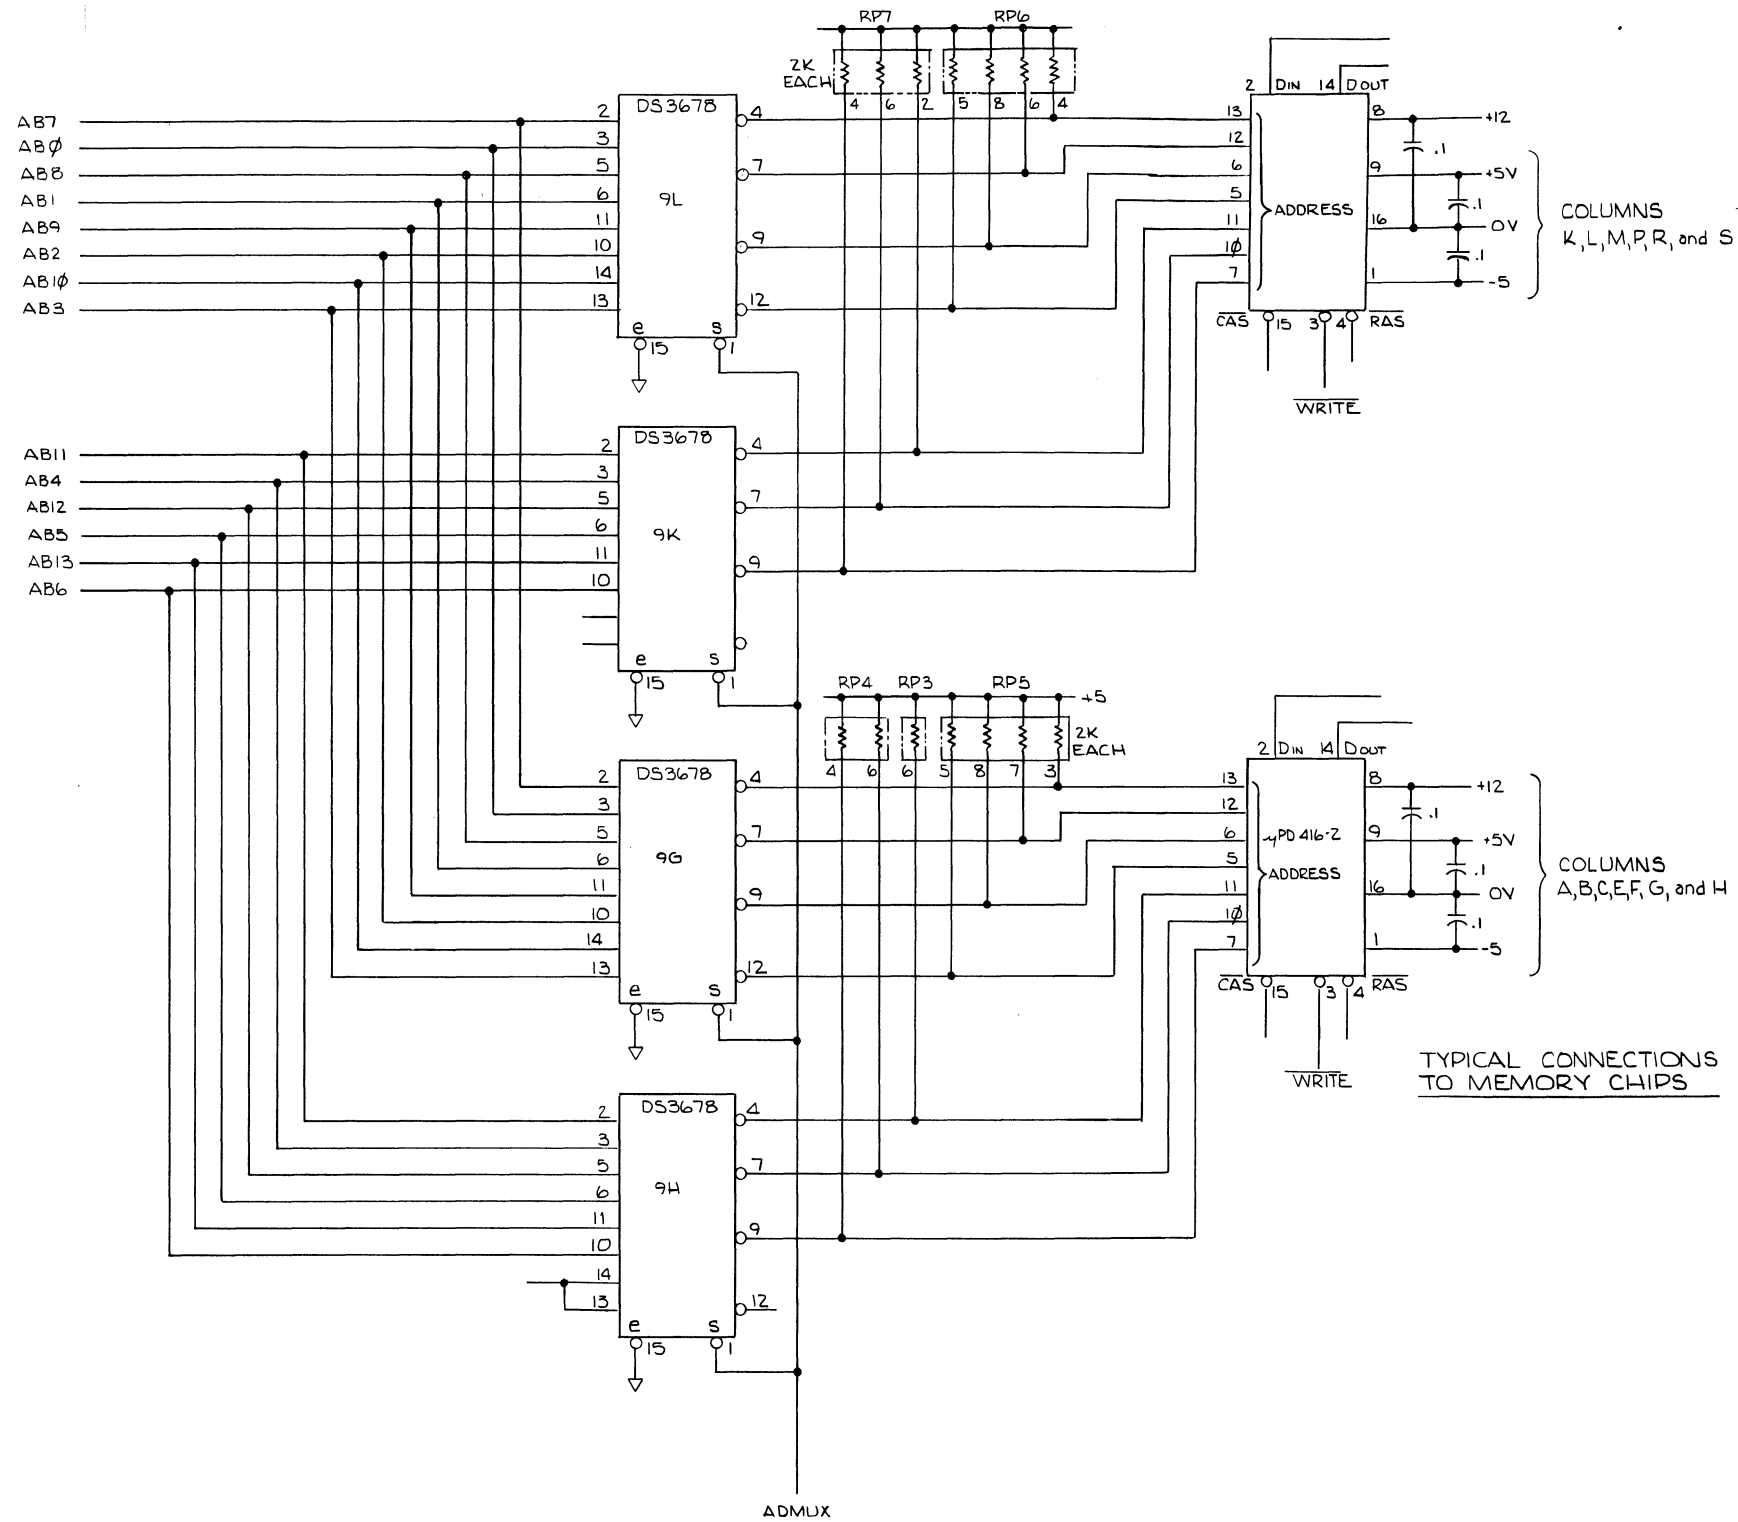 RP7 RP6
2K
EACH
4 6 2 5 8 6 4
AB7
ABØ
AB8
AB1
AB9
AB2
AB1Ø
AB3
DS3678
9L
2
3
5
6
11
10
14
13
4
7
9
12
e s
15 1
2 DIN 14 DOUT
13
12
6
5
11
1Ø
7
ADDRESS
8 +12
.1
9 +5V
.1
16 0V
.1
1 -5
CAS 15 3 4 RAS
WRITE
COLUMNS
K, L, M, P, R, and S
AB11
AB4
AB12
AB5
AB13
AB6
DS3678
9K
2
3
5
6
11
10
4
7
9
e s
15 1
RP4 RP3 RP5
+5
2K
EACH
4 6 6 5 8 7 3
DS3678
9G
2
3
5
6
11
10
14
13
4
7
9
12
e s
15 1
2 DIN 14 DOUT
13
12
6
5
11
1Ø
7
µPD416-2
ADDRESS
8 +12
.1
9 +5V
.1
16 0V
.1
1 -5
CAS 15 3 4 RAS
WRITE
COLUMNS
A, B, C, E, F, G, and H
TYPICAL CONNECTIONS
TO MEMORY CHIPS
DS3678
9H
2
3
5
6
11
10
14
13
4
7
9
12
e s
15 1
ADMUX